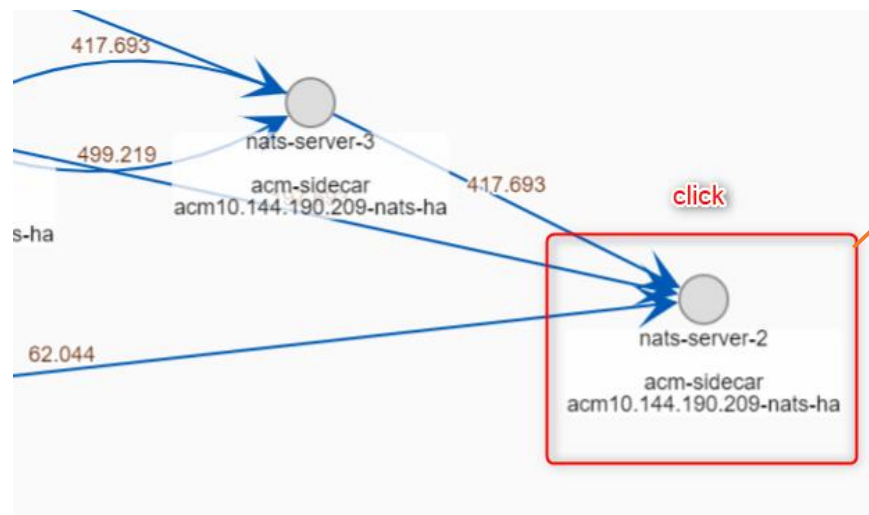 417.693
nats-server-3
499.219
acm-sidecar
417.693
click
acm10.144.190.209-nats-ha
s-ha
nats-server-2
62.044
acm-sidecar
acm10.144.190.209-nats-ha